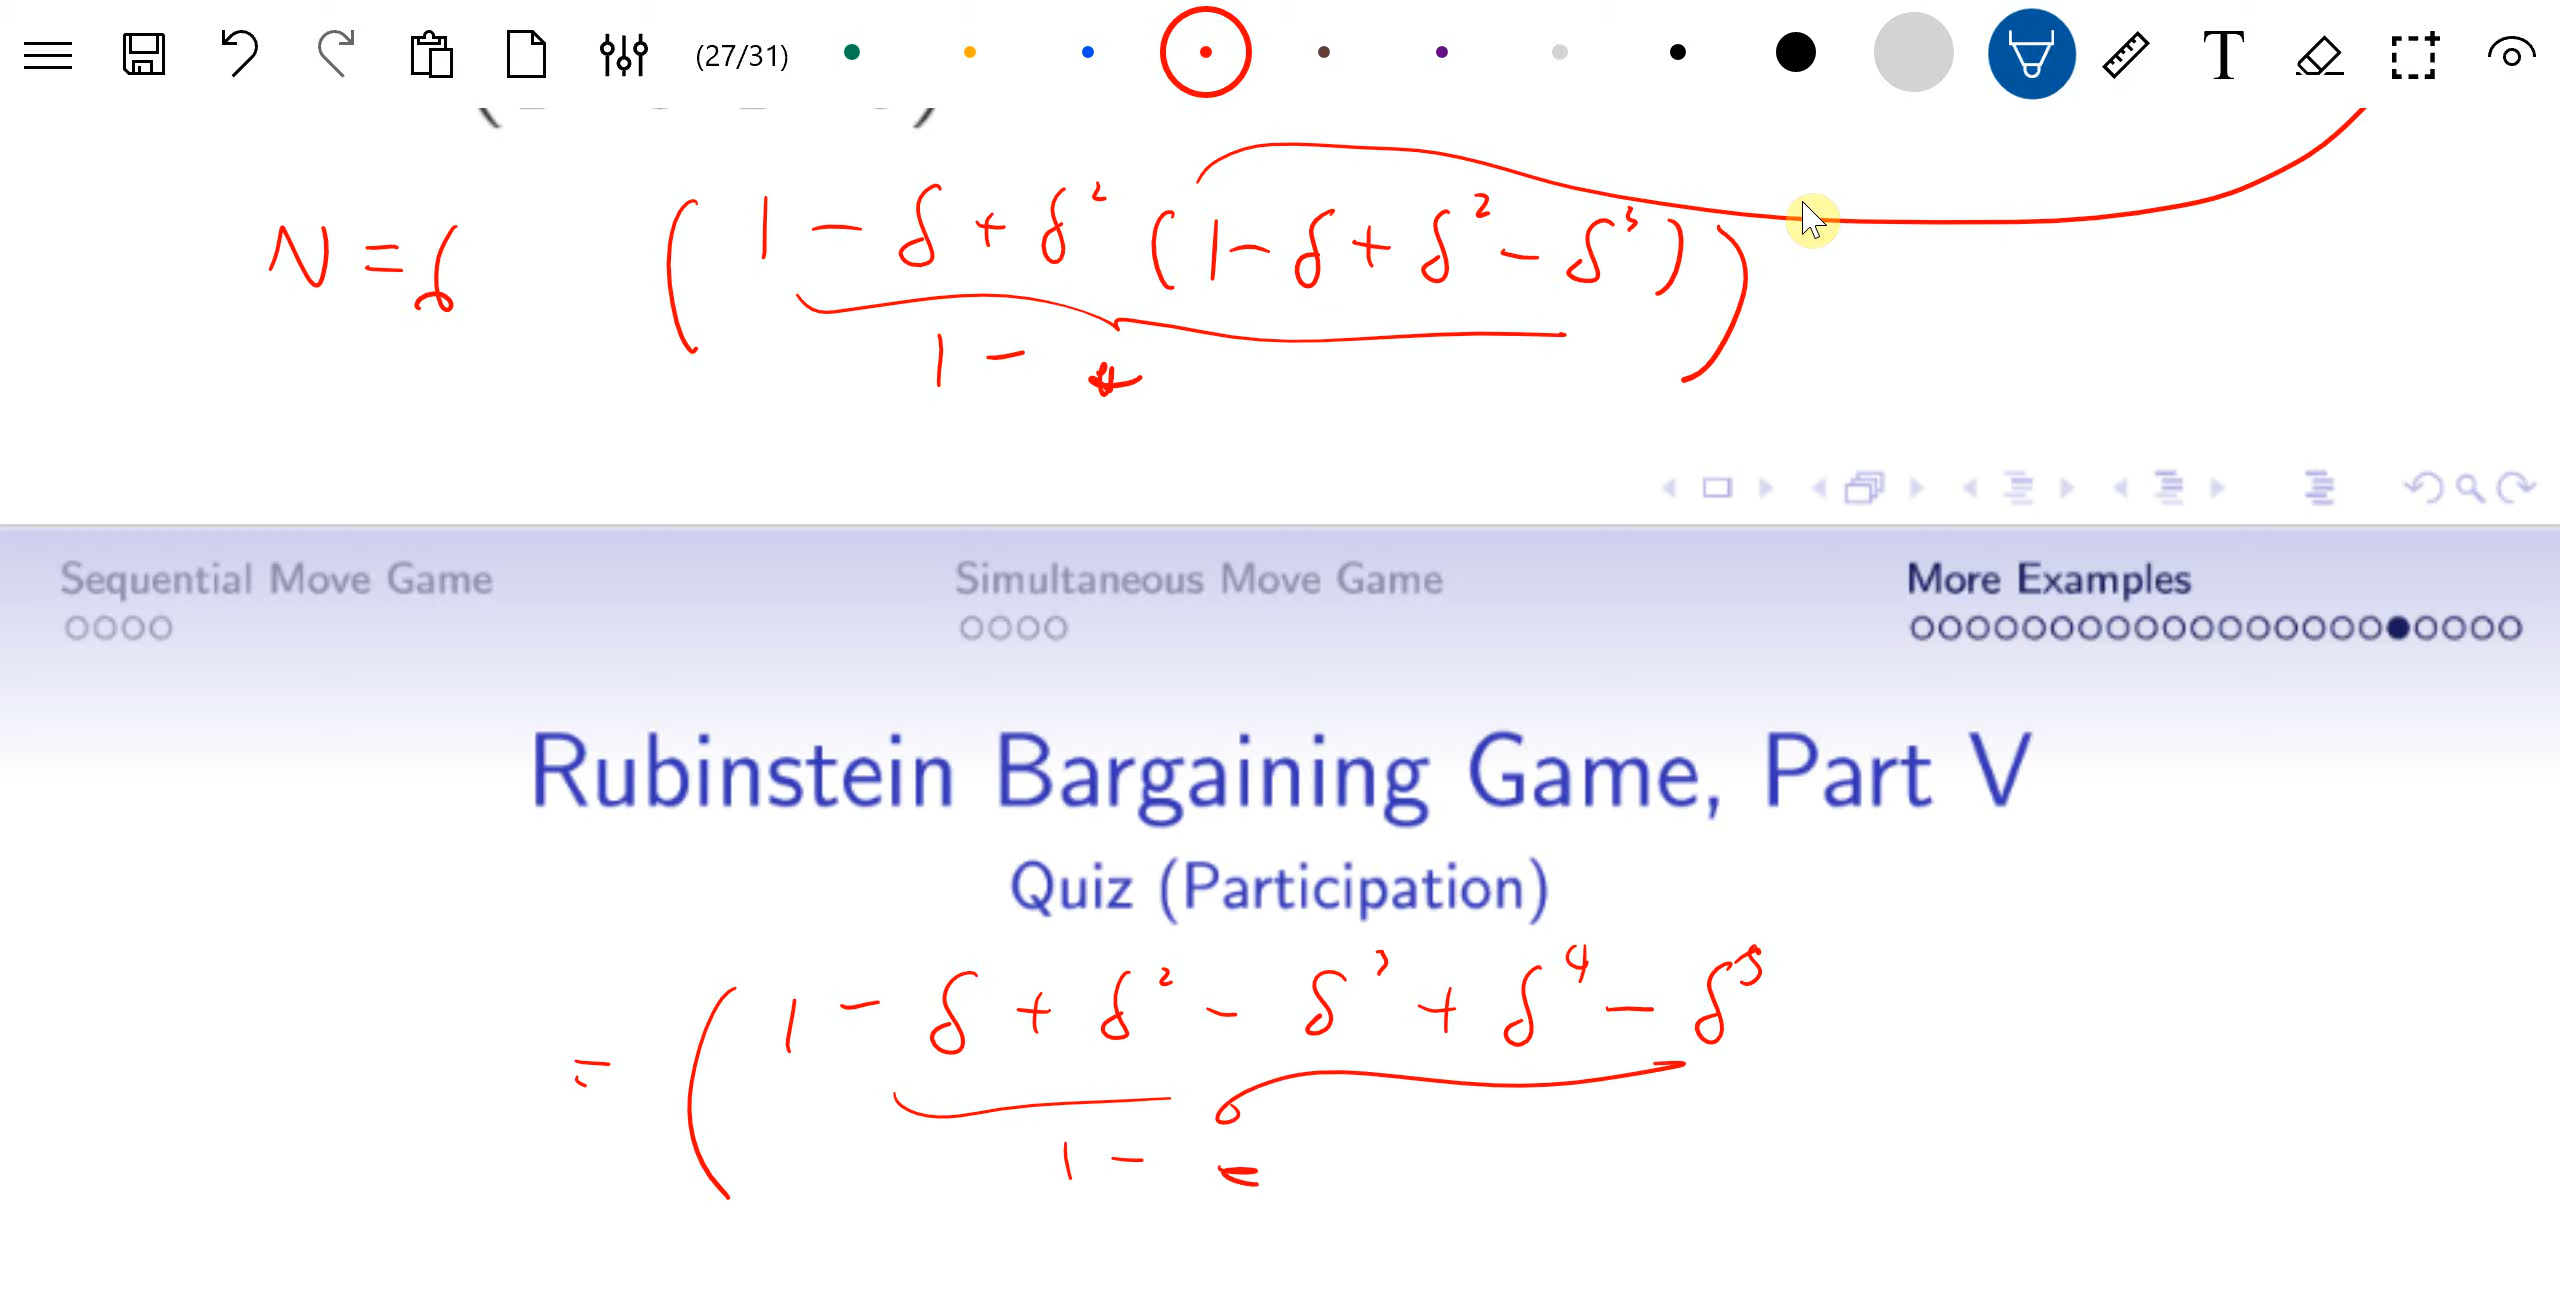 (27/31) T
N = 6 ( 1 - δ + δ² ( 1 - δ + δ² - δ³ ) )
1 -
Sequential Move Game Simultaneous Move Game More Examples
Rubinstein Bargaining Game, Part V
Quiz (Participation)
= ( 1 - δ + δ² - δ³ + δ⁴ - δ⁵
1 -